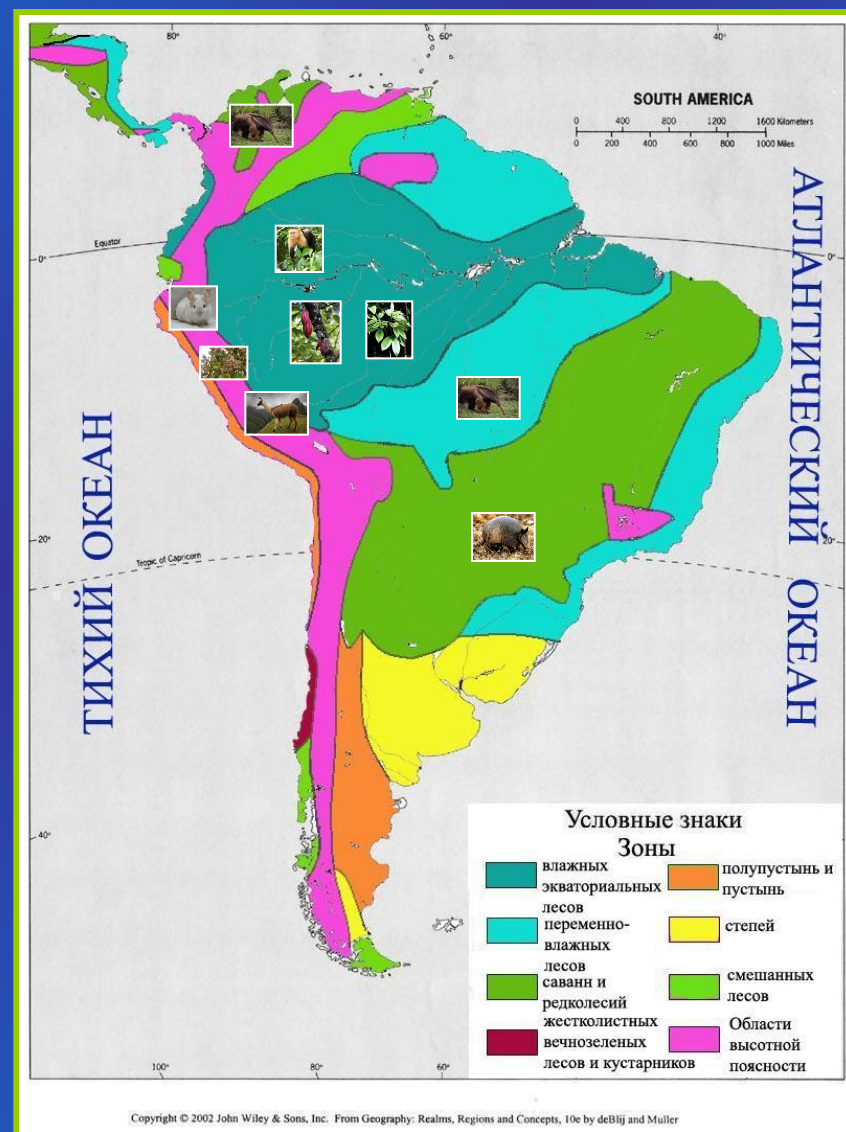 80°
60°
40°
SOUTH AMERICA
0 400 800 1200 1600 Kilometers
0 200 400 600 800 1000 Miles
АТЛАНТИЧЕСКИЙ ОКЕАН
Equator
0°
0°
ТИХИЙ ОКЕАН
20°
Tropic of Capricorn
20°
40°
Условные знаки
Зоны
влажных
экваториальных
лесов
полупустынь и
пустынь
переменно-
влажных
лесов
степей
саванн и
редколесий
смешанных
лесов
жестколистных
вечнозеленых
лесов и кустарников
Области
высотной
поясности
100°
80°
60°
Copyright © 2002 John Wiley & Sons, Inc. From Geography: Realms, Regions and Concepts, 10e by deBlij and Muller